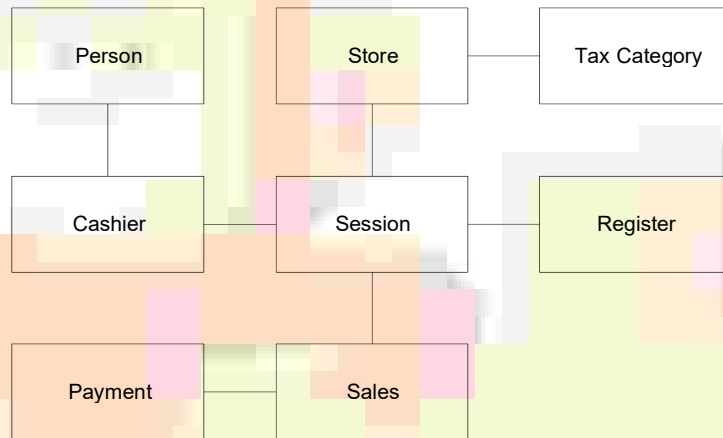 Person
Store
Tax Category
Cashier
Session
Register
Payment
Sales